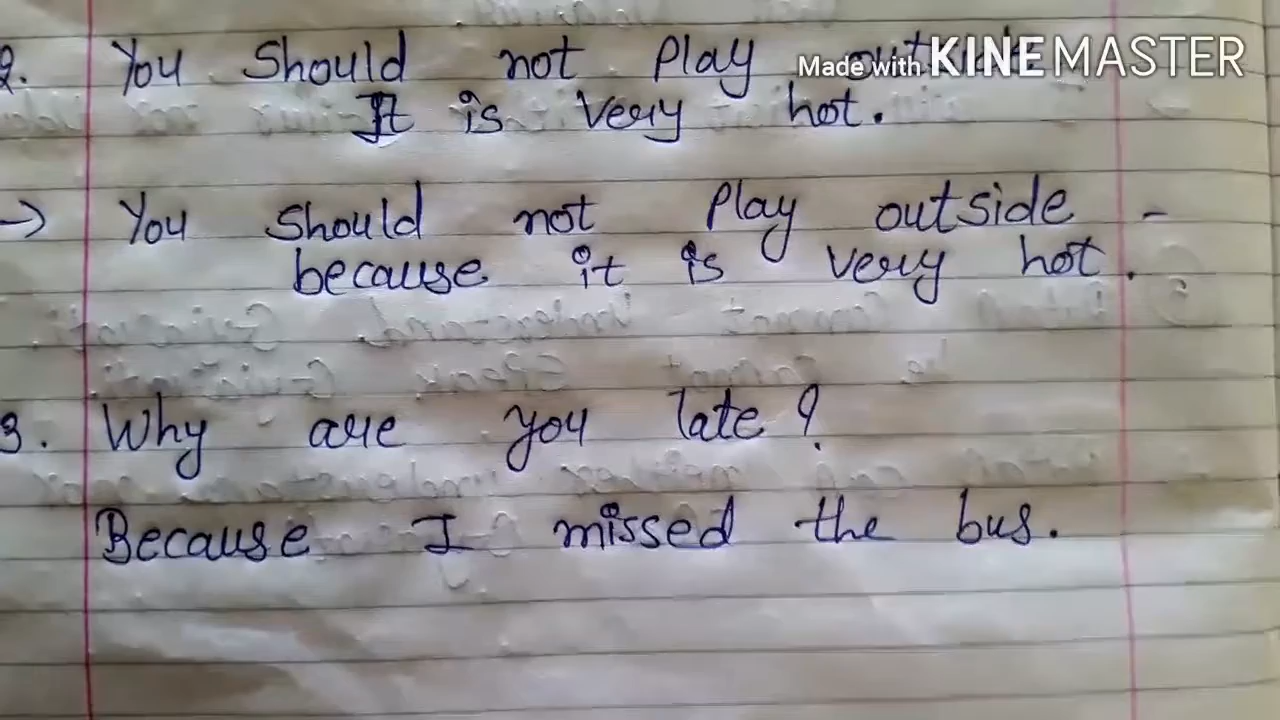 2. You Should not Play outside
It is very hot.
Made with KINEMASTER
→ You Should not Play outside -
because it is very hot.
3. Why are you late?
Because I missed the bus.